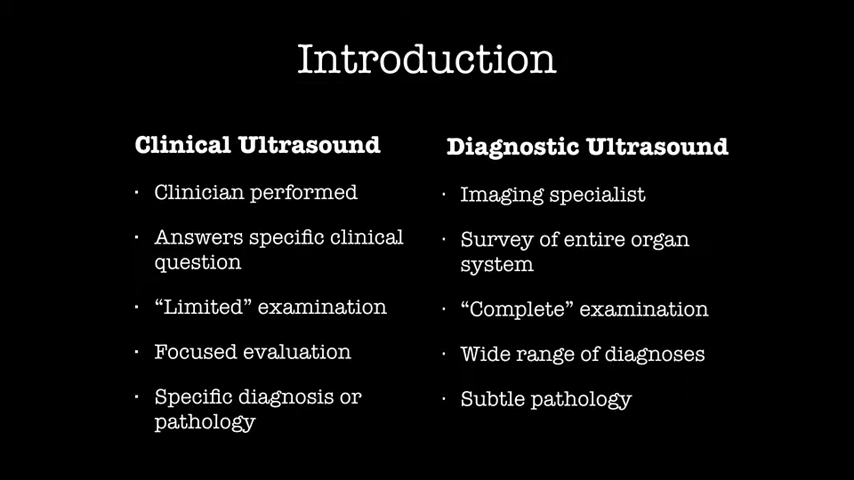 Introduction
Clinical Ultrasound
· Clinician performed
· Answers specific clinical
question
· “Limited” examination
· Focused evaluation
· Specific diagnosis or
pathology
Diagnostic Ultrasound
· Imaging specialist
· Survey of entire organ
system
· “Complete” examination
· Wide range of diagnoses
· Subtle pathology